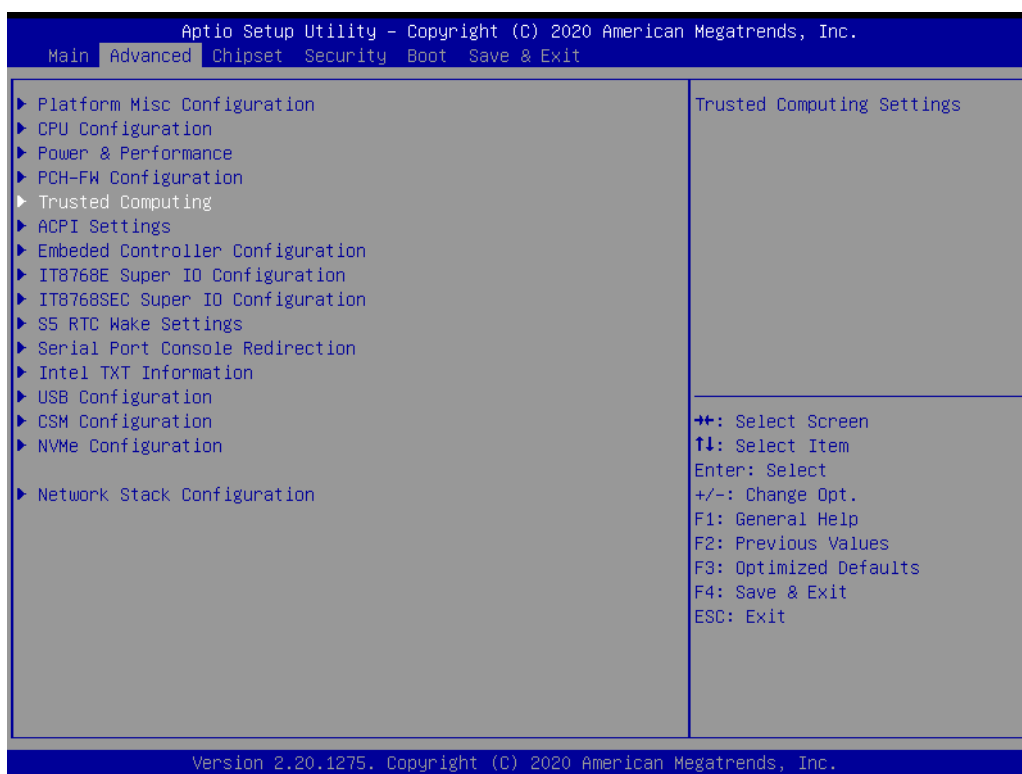 Aptio Setup Utility – Copyright (C) 2020 American Megatrends, Inc.
Main Advanced Chipset Security Boot Save & Exit
Platform Misc Configuration
CPU Configuration
Power & Performance
PCH-FW Configuration
Trusted Computing
ACPI Settings
Embeded Controller Configuration
IT8768E Super IO Configuration
IT8768SEC Super IO Configuration
S5 RTC Wake Settings
Serial Port Console Redirection
Intel TXT Information
USB Configuration
CSM Configuration
NVMe Configuration
Network Stack Configuration
Trusted Computing Settings
→←: Select Screen
↑↓: Select Item
Enter: Select
+/-: Change Opt.
F1: General Help
F2: Previous Values
F3: Optimized Defaults
F4: Save & Exit
ESC: Exit
Version 2.20.1275. Copyright (C) 2020 American Megatrends, Inc.